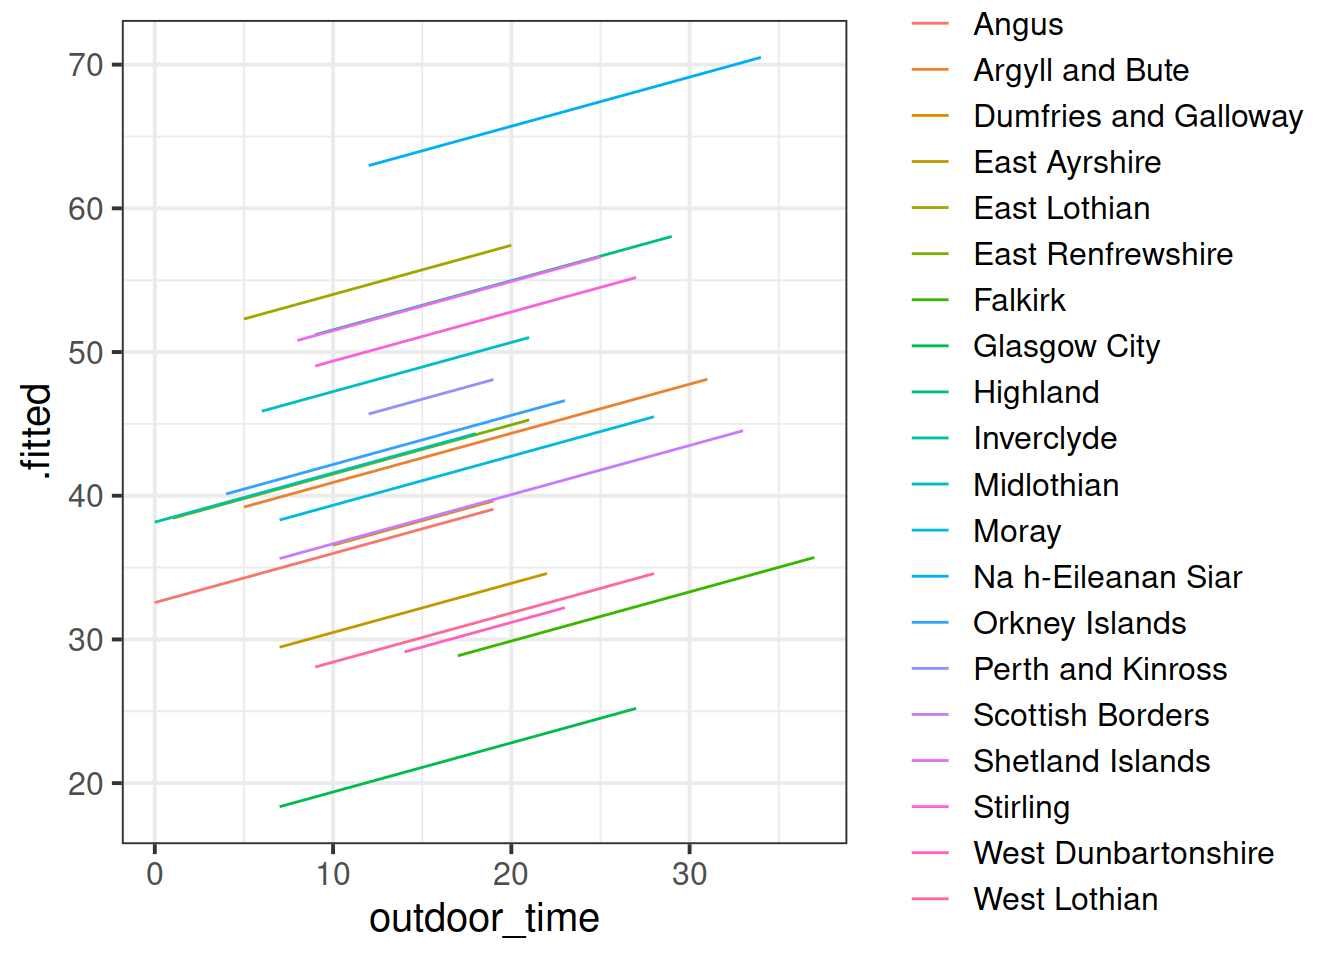 70
60
50
40
30
20
.fitted
0 10 20 30
outdoor_time
Angus
Argyll and Bute
Dumfries and Galloway
East Ayrshire
East Lothian
East Renfrewshire
Falkirk
Glasgow City
Highland
Inverclyde
Midlothian
Moray
Na h-Eileanan Siar
Orkney Islands
Perth and Kinross
Scottish Borders
Shetland Islands
Stirling
West Dunbartonshire
West Lothian